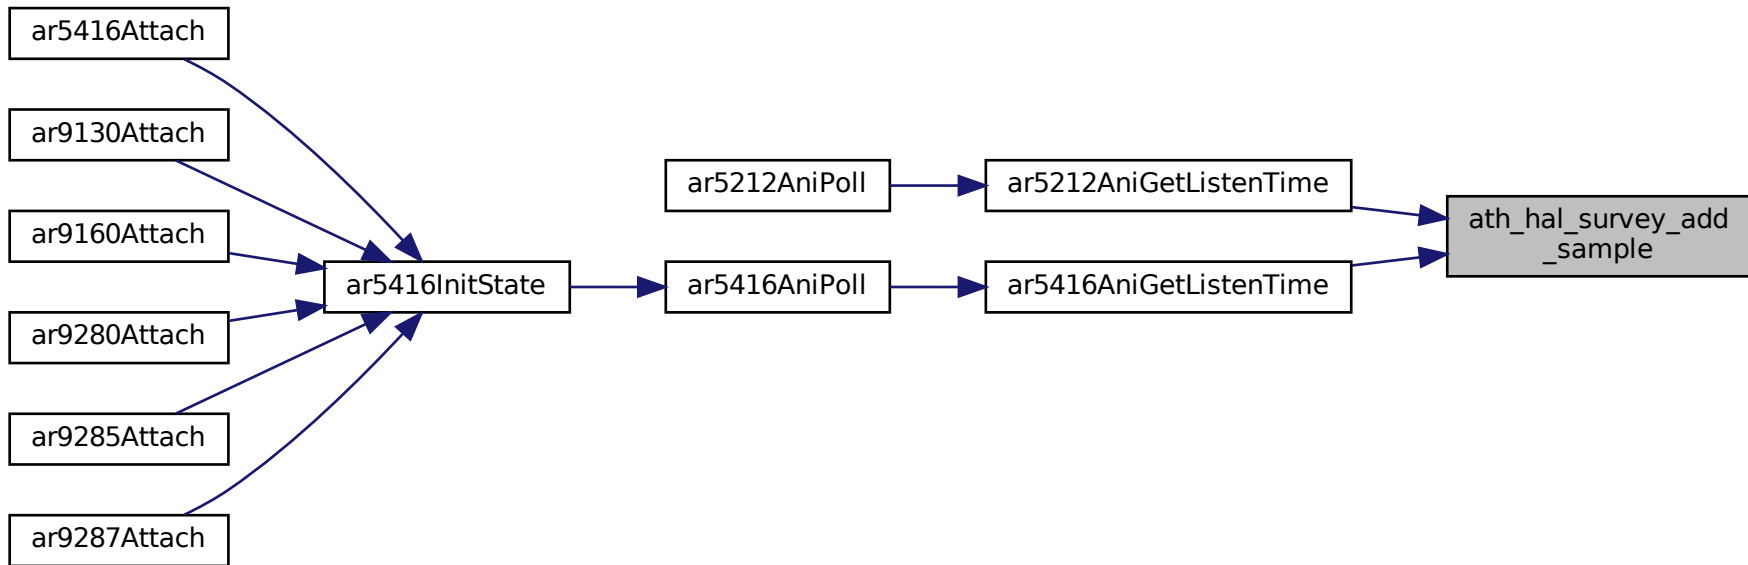 ar5416Attach
ar9130Attach
ar9160Attach
ar9280Attach
ar9285Attach
ar9287Attach
ar5416InitState
ar5212AniPoll
ar5416AniPoll
ar5212AniGetListenTime
ar5416AniGetListenTime
ath_hal_survey_add
_sample